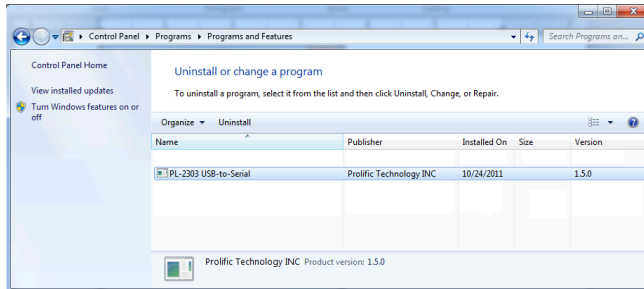 Control Panel Programs Programs and Features
Search Programs an...
Control Panel Home
View installed updates
Turn Windows features on or
off
Uninstall or change a program
To uninstall a program, select it from the list and then click Uninstall, Change, or Repair.
Organize Uninstall
Name Publisher Installed On Size Version
PL-2303 USB-to-Serial Prolific Technology INC 10/24/2011 1.5.0
Prolific Technology INC Product version: 1.5.0